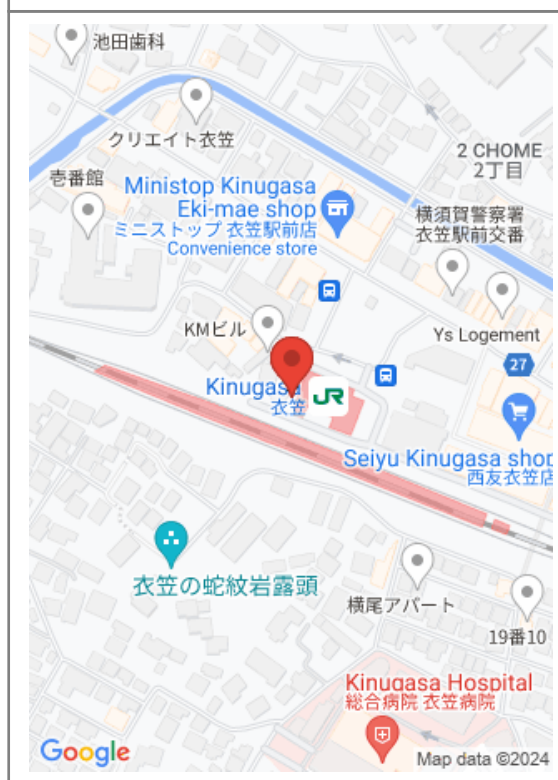 池田歯科
クリエイト衣笠
2 CHOME
2丁目
壱番館
Ministop Kinugasa
Eki-mae shop
ミニストップ 衣笠駅前店
Convenience store
横須賀警察署
衣笠駅前交番
KMビル
Ys Logement
27
Kinugasa
衣笠
JR
Seiyu Kinugasa shop
西友衣笠店
衣笠の蛇紋岩露頭
横尾アパート
19番10
Kinugasa Hospital
総合病院 衣笠病院
Google
Map data ©2024